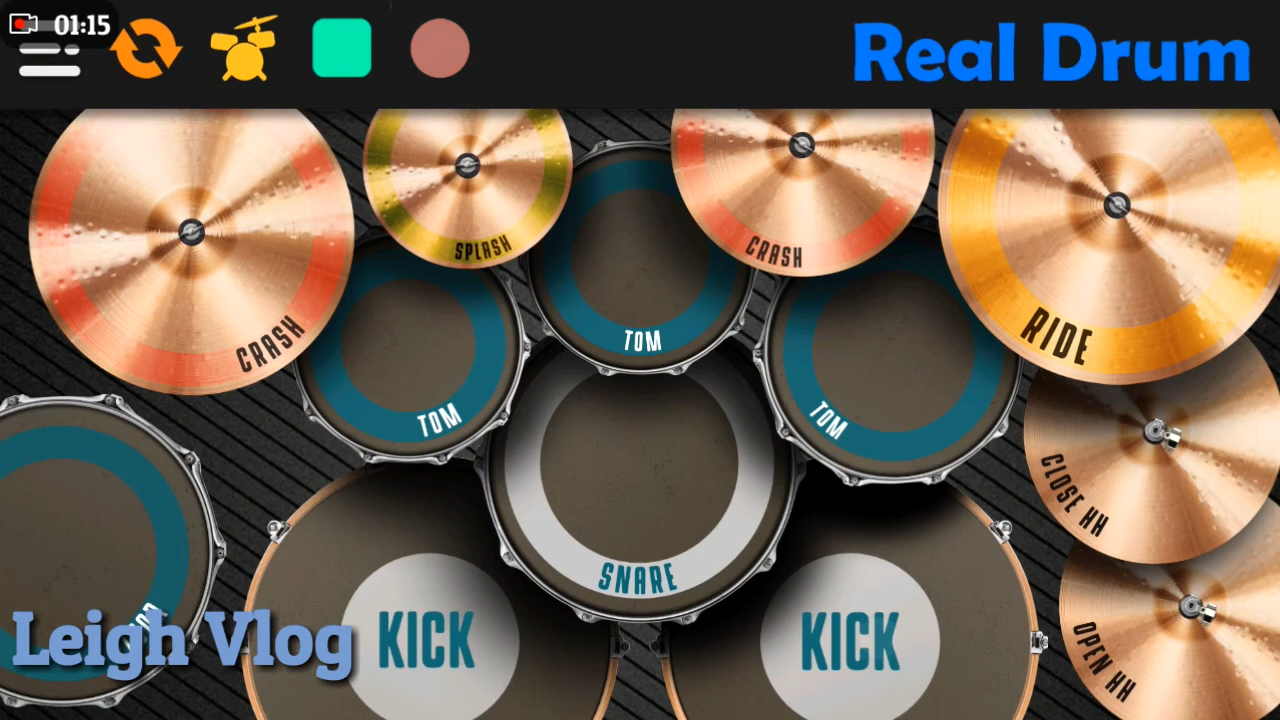 01:15
Real Drum
CRASH
SPLASH
CRASH
RIDE
TOM
TOM
TOM
CLOSE HH
SNARE
KICK
KICK
OPEN HH
Leigh Vlog